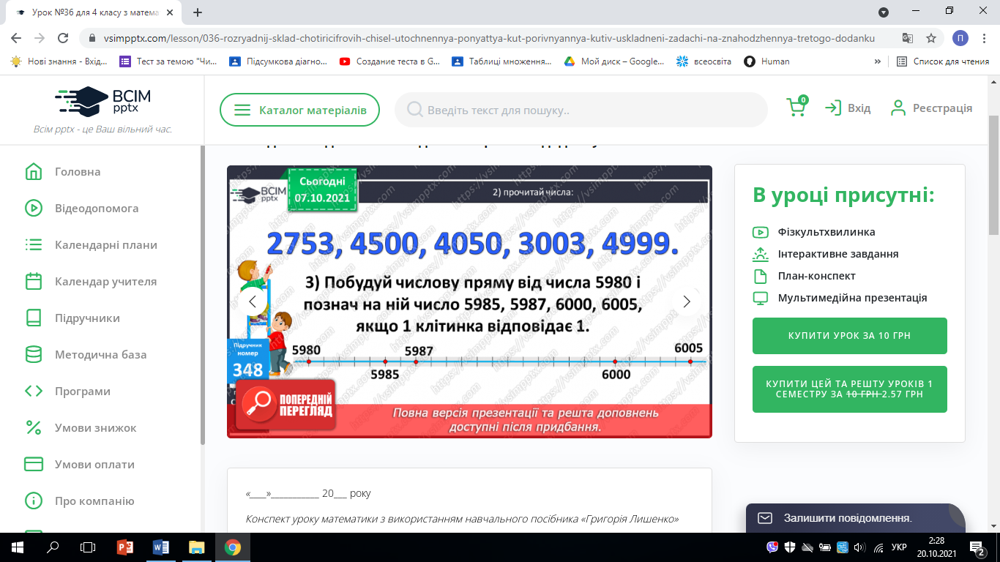 Урок №36 для 4 класу з матема
vsimpptx.com/lesson/036-rozryadnij-sklad-chotiricifrovih-chisel-utochnennya-ponyattya-kut-porivnyannya-kutiv-uskladneni-zadachi-na-znahodzhennya-tretogo-dodanku
П
Нові знання - Вхід...
Тест за темою "Чи...
Підсумкова діагно...
Создание теста в G...
Таблиці множення...
Мой диск – Google...
всеосвіта
Human
»
Список для чтения
ВСІМ
pptx
Всім pptx - це Ваш вільний час.
Каталог матеріалів
Введіть текст для пошуку..
0
Вхід
Реєстрація
Головна
Відеодопомога
Календарні плани
Календар учителя
Підручники
Методична база
Програми
Умови знижок
Умови оплати
Про компанію
ВСІМ
pptx
Сьогодні
07.10.2021
2) прочитай числа:
2753, 4500, 4050, 3003, 4999.
3) Побудуй числову пряму від числа 5980 і
познач на ній число 5985, 5987, 6000, 6005,
якщо 1 клітинка відповідає 1.
5980
5987
6005
5985
6000
Підручник
номер
348
ПОПЕРЕДНІЙ
ПЕРЕГЛЯД
Повна версія презентації та решта доповнень
доступні після придбання.
https://vsimpptx.com
В уроці присутні:
Фізкультхвилинка
Інтерактивне завдання
План-конспект
Мультимедійна презентація
КУПИТИ УРОК ЗА 10 ГРН
КУПИТИ ЦЕЙ ТА РЕШТУ УРОКІВ 1
СЕМЕСТРУ ЗА 10 ГРН 2.57 ГРН
«___»__________ 20___ року
Конспект уроку математики з використанням навчального посібника «Григорія Лишенко»
Залишити повідомлення.
УКР
2:28
20.10.2021
2